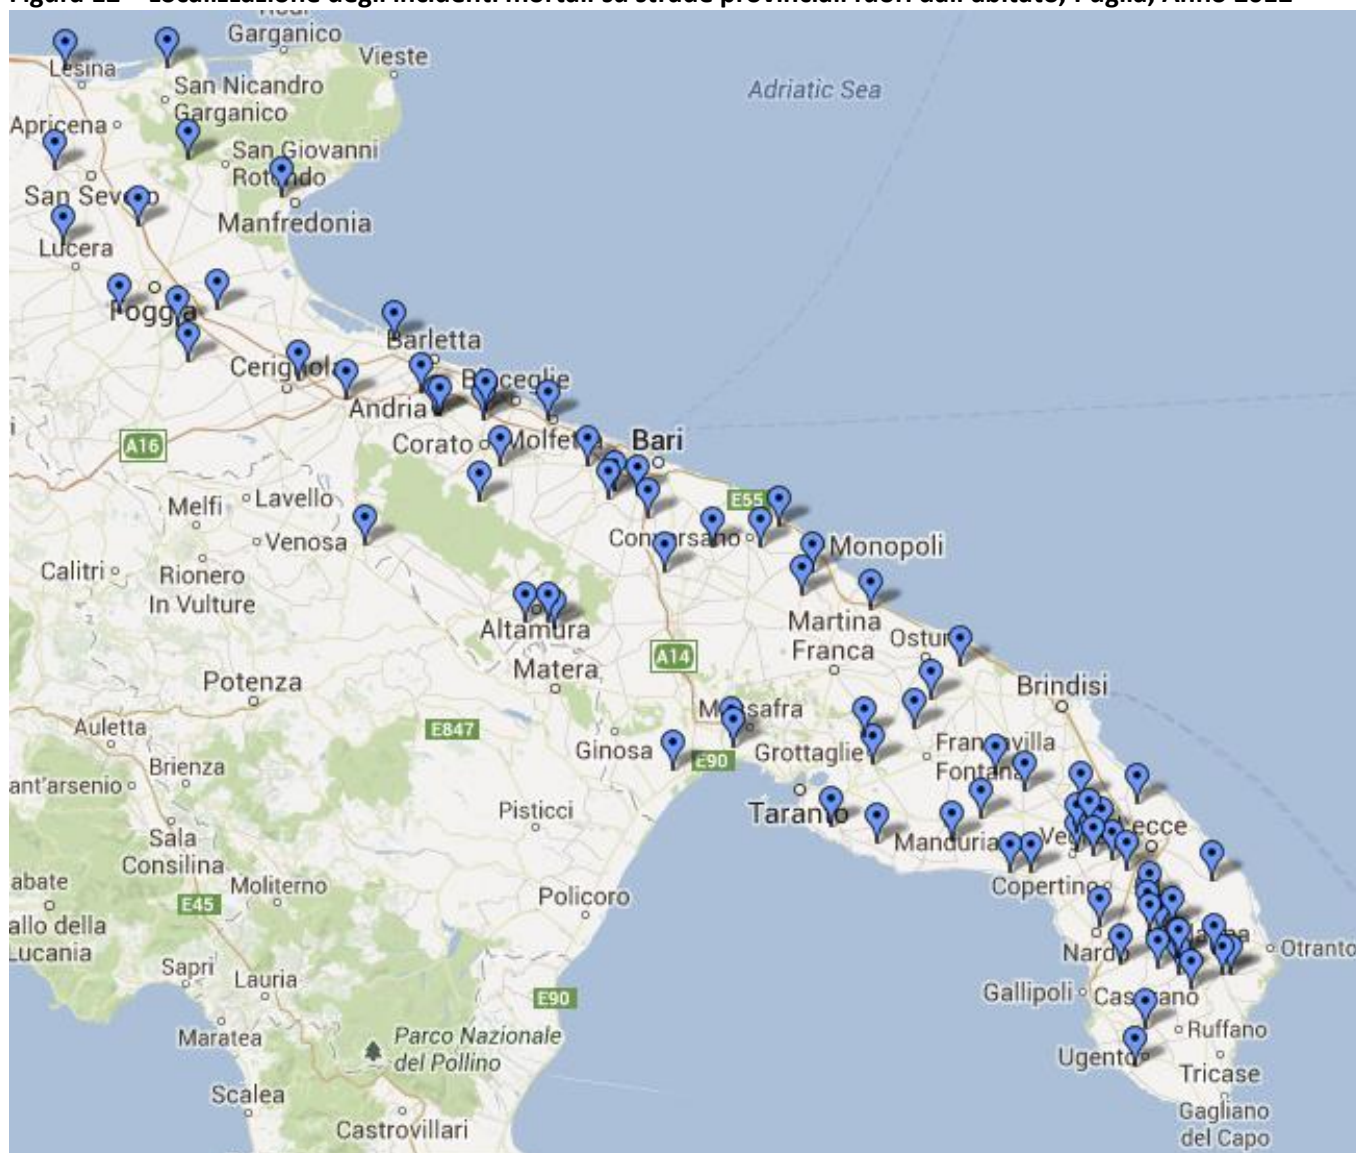 Garganico
Vieste
Lesina
San Nicandro
Garganico
Adriatic Sea
Apricena
San Giovanni
Rotondo
San Severo
Manfredonia
Lucera
Foggia
Barletta
Cerignola
Bisceglie
Andria
A16
Corato
Molfetta
Bari
Melfi
Lavello
E55
Venosa
Conversano
Monopoli
Calitri
Rionero
In Vulture
Altamura
Martina
Franca
Ostuni
A14
Matera
Potenza
Brindisi
Auletta
E847
Massafra
Ginosa
E90
Grottaglie
Francavilla
Fontana
Brienza
ant'arsenio
Pisticci
Taranto
Sala
Consilina
Manduria
Lecce
abate
Moliterno
Copertino
Policoro
E45
allo della
Lucania
Sapri
Lauria
Nardò
Otranto
E90
Gallipoli
Casarano
Maratea
Parco Nazionale
del Pollino
Ruffano
Ugento
Tricase
Scalea
Castrovillari
Gagliano
del Capo